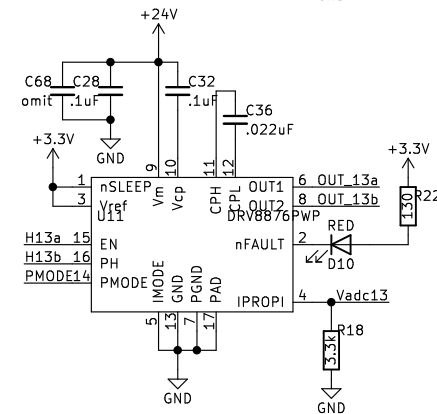 +24V
C68
C28
C32
omit
.1uF
.1uF
C36
.022uF
+3.3V
GND
+3.3V
9
10
11
12
1
nSLEEP
Vm
Vcp
CPH
CPL
OUT1
6
OUT_13a
3
Vref
OUT2
8
OUT_13b
130
R22
U11
DRV8876PWP
RED
H13a
15
EN
nFAULT
2
H13b
16
PH
D10
PMODE
14
PMODE
IMODE
GND
PGND
PAD
IPROPI
4
Vadc13
5
13
7
17
R18
3.3k
GND
GND